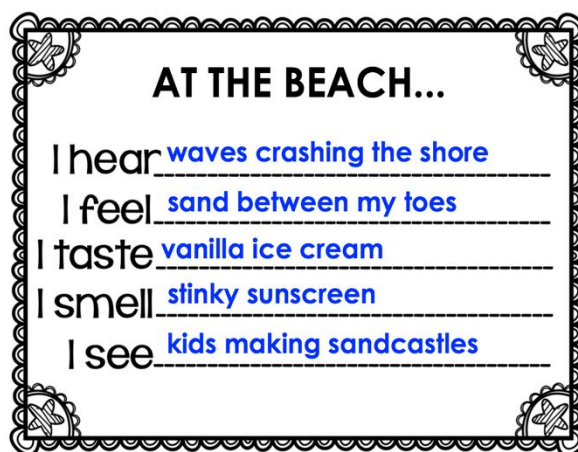 AT THE BEACH...
I hear waves crashing the shore
I feel sand between my toes
I taste vanilla ice cream
I smell stinky sunscreen
I see kids making sandcastles